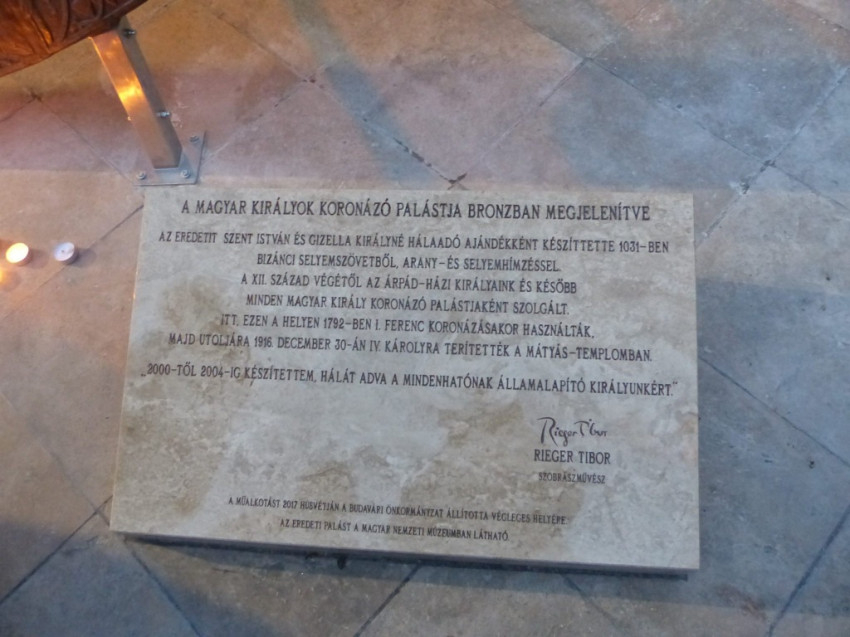 A MAGYAR KIRÁLYOK KORONÁZÓ PALÁSTJA BRONZBAN MEGJELENÍTVE
AZ EREDETIT SZENT ISTVÁN ÉS GIZELLA KIRÁLYNÉ HÁLAADÓ AJÁNDÉKKÉNT KÉSZÍTTETTE 1031-BEN
BIZÁNCI SELYEMSZÖVETBŐL, ARANY-ÉS SELYEMHÍMZÉSSEL.
A XII. SZÁZAD VÉGÉTŐL AZ ÁRPÁD-HÁZI KIRÁLYAINK ÉS KÉSŐBB
MINDEN MAGYAR KIRÁLY KORONÁZÓ PALÁSTJAKÉNT SZOLGÁLT.
ITT, EZEN A HELYEN 1792-BEN I. FERENC KORONÁZÁSAKOR HASZNÁLTÁK,
MAJD UTOLJÁRA 1916. DECEMBER 30-ÁN IV. KÁROLYRA TERÍTETTÉK A MÁTYÁS-TEMPLOMBAN.
„2000-TŐL 2004-IG KÉSZÍTETTEM, HÁLÁT ADVA A MINDENHATÓNAK ÁLLAMALAPÍTÓ KIRÁLYUNKÉRT."
Rieger Tibor
RIEGER TIBOR
SZOBRÁSZMŰVÉSZ
A MŰALKOTÁST 2017 HÚSVÉTJÁN A BUDAVÁRI ÖNKORMÁNYZAT ÁLLÍTOTTA VÉGLEGES HELYÉRE.
AZ EREDETI PALÁST A MAGYAR NEMZETI MÚZEUMBAN LÁTHATÓ.